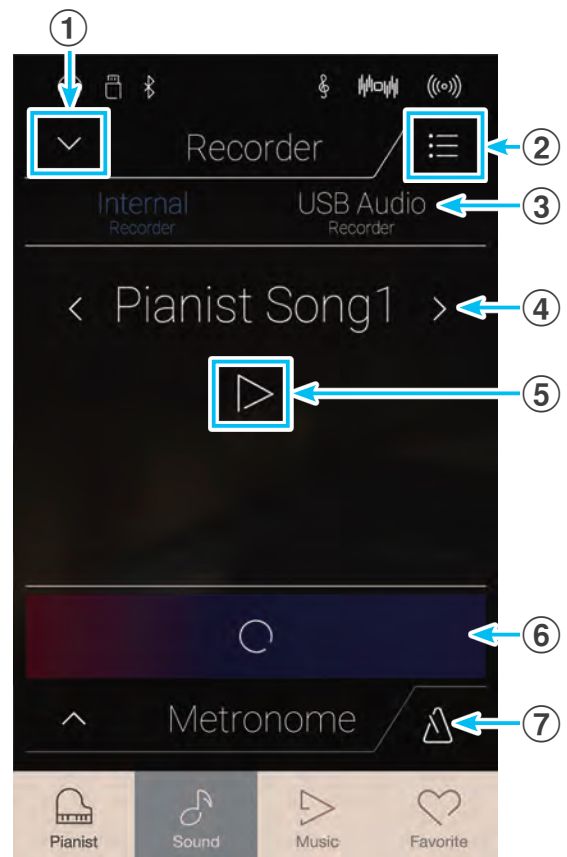 ①
Recorder
②
Internal USB Audio
Recorder Recorder
③
Pianist Song1
④
⑤
⑥
Metronome
⑦
Pianist Sound Music Favorite